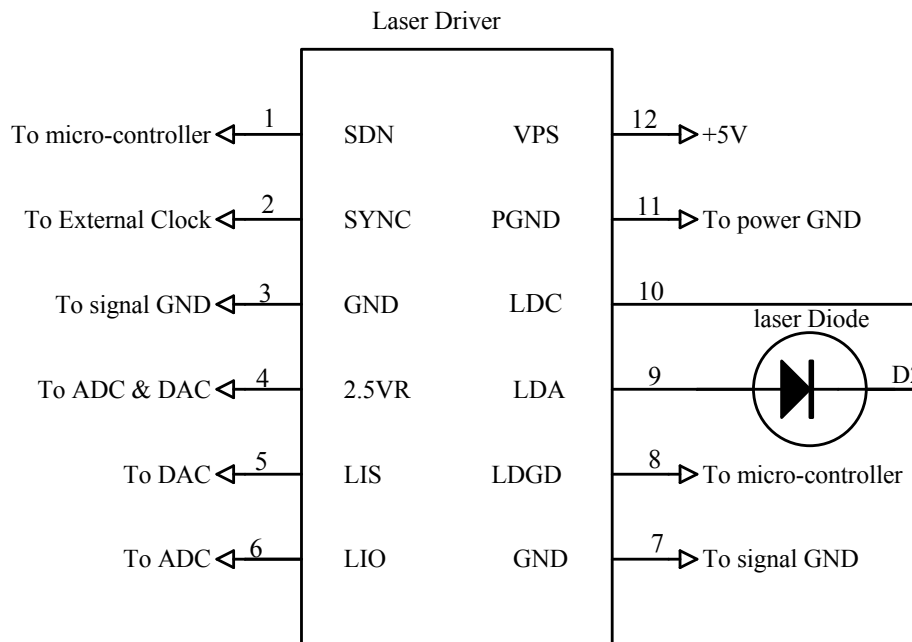 Laser Driver
To micro-controller 1 SDN VPS 12 +5V
To External Clock 2 SYNC PGND 11 To power GND
To signal GND 3 GND LDC 10
laser Diode
To ADC & DAC 4 2.5VR LDA 9
To DAC 5 LIS LDGD 8 To micro-controller
To ADC 6 LIO GND 7 To signal GND